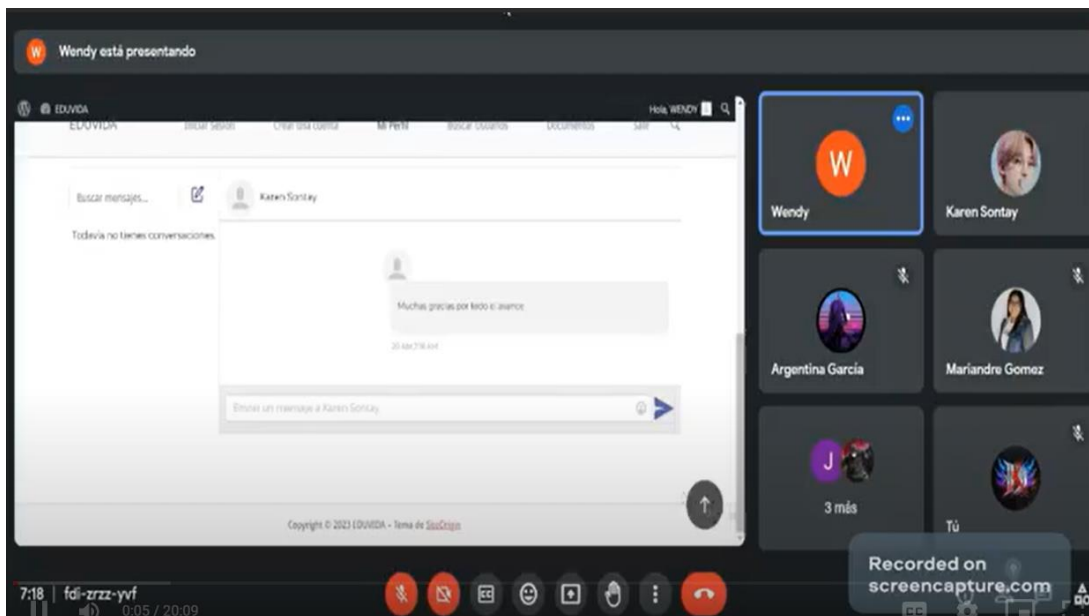 W Wendy está presentando
EDUVIDA
Hola, WENDY
EDUVIDA Iniciar Sesión Crear una cuenta Mi Perfil Buscar Usuarios Documentos Salir
Buscar mensajes...
Karen Sontay
Todavía no tienes conversaciones.
Muchas gracias por todo el avance
Enviar un mensaje a Karen Sontay
Copyright © 2023 EDUVIDA – Tema de SiteOrigin
W
Wendy
Karen Sontay
Argentina García
Mariandre Gomez
J
3 más
Tú
7:18 | fdi-zrzz-yvf
0:05 / 20:09
Recorded on
screencapture.com